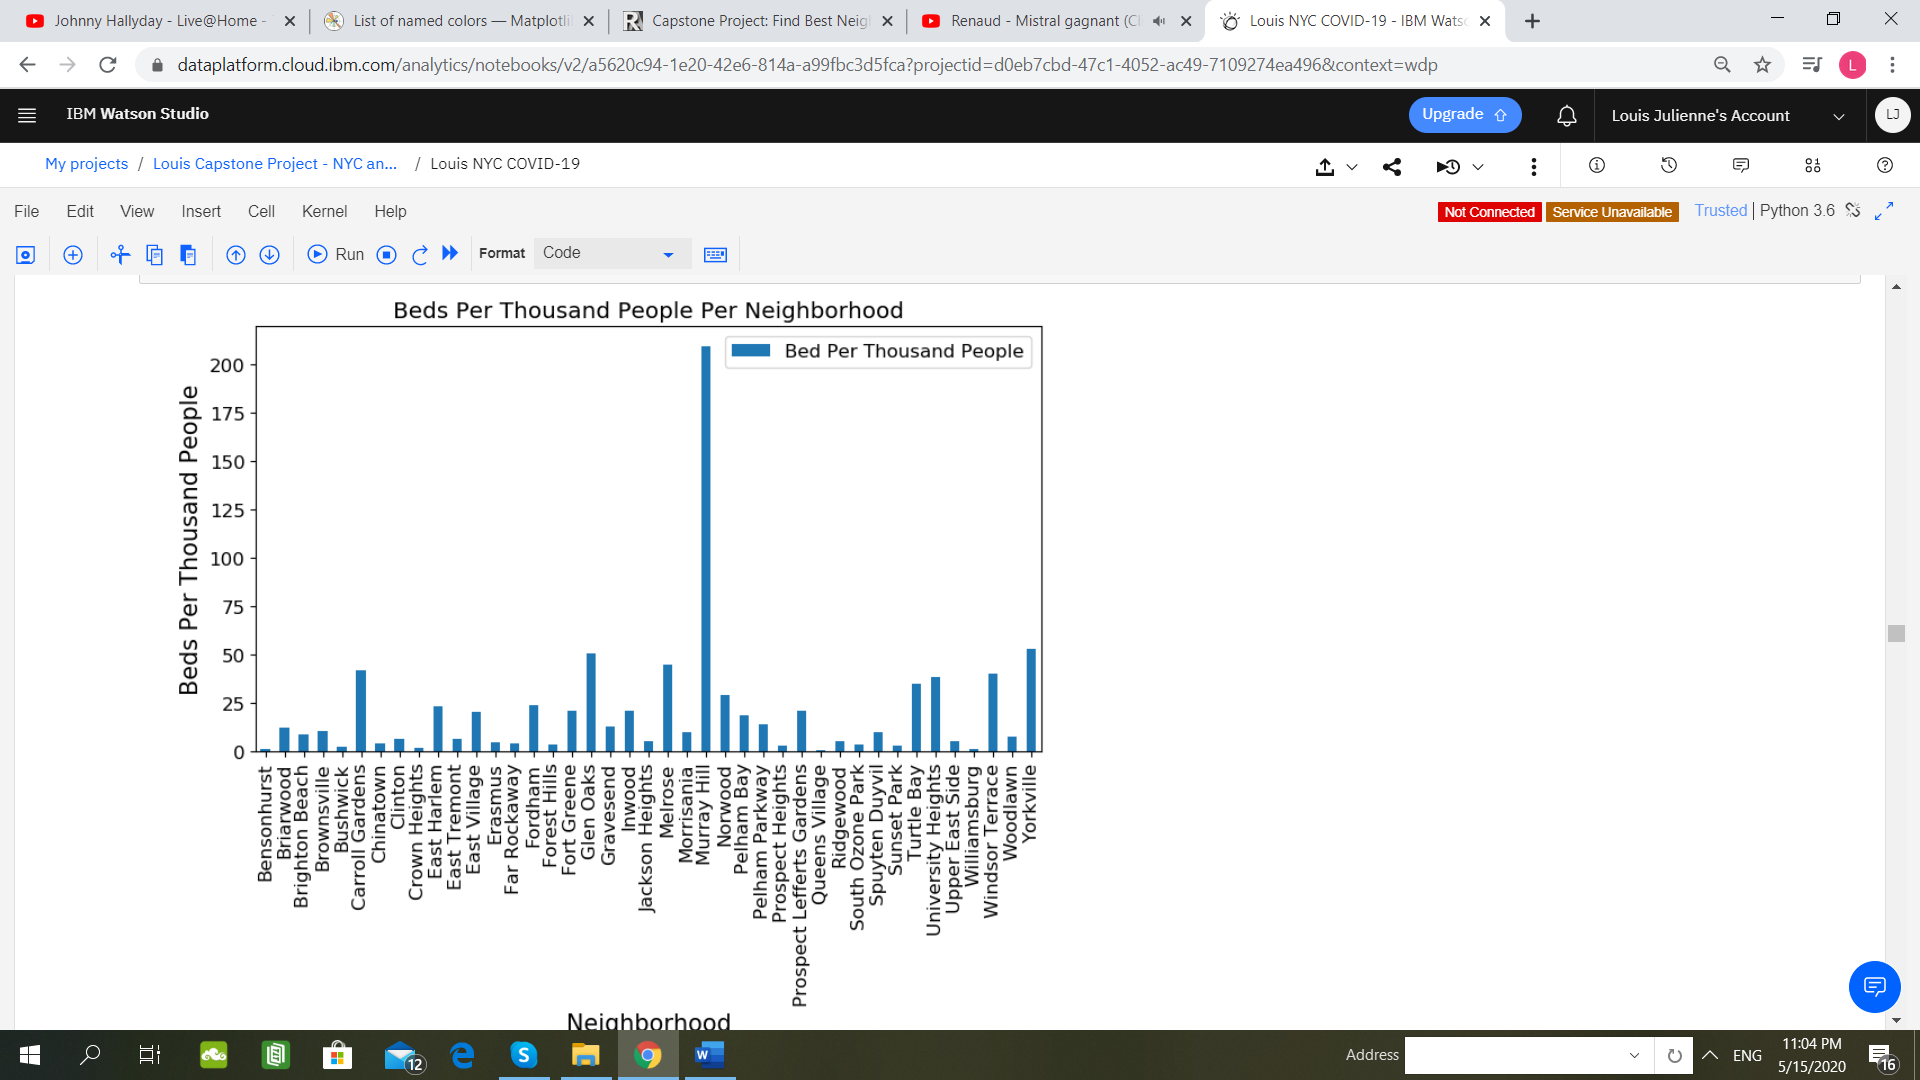 Johnny Hallyday - Live@Home -
List of named colors — Matplotli
Capstone Project: Find Best Neig
Renaud - Mistral gagnant (Cl
Louis NYC COVID-19 - IBM Watso
dataplatform.cloud.ibm.com/analytics/notebooks/v2/a5620c94-1e20-42e6-814a-a99fbc3d5fca?projectid=d0eb7cbd-47c1-4052-ac49-7109274ea496&context=wdp
L
IBM Watson Studio
Upgrade
Louis Julienne's Account
LJ
My projects / Louis Capstone Project - NYC an... / Louis NYC COVID-19
File Edit View Insert Cell Kernel Help
Not Connected
Service Unavailable
Trusted | Python 3.6
Run
Format
Code
Beds Per Thousand People Per Neighborhood
Bed Per Thousand People
Beds Per Thousand People
200
175
150
125
100
75
50
25
0
Bensonhurst
Briarwood
Brighton Beach
Brownsville
Bushwick
Carroll Gardens
Chinatown
Clinton
Crown Heights
East Harlem
East Tremont
East Village
Erasmus
Far Rockaway
Fordham
Forest Hills
Fort Greene
Glen Oaks
Gravesend
Inwood
Jackson Heights
Melrose
Morrisania
Murray Hill
Norwood
Pelham Bay
Pelham Parkway
Prospect Heights
Prospect Lefferts Gardens
Queens Village
Ridgewood
South Ozone Park
Spuyten Duyvil
Sunset Park
Turtle Bay
University Heights
Upper East Side
Williamsburg
Windsor Terrace
Woodlawn
Yorkville
Neighborhood
12
Address
ENG
11:04 PM
5/15/2020
16